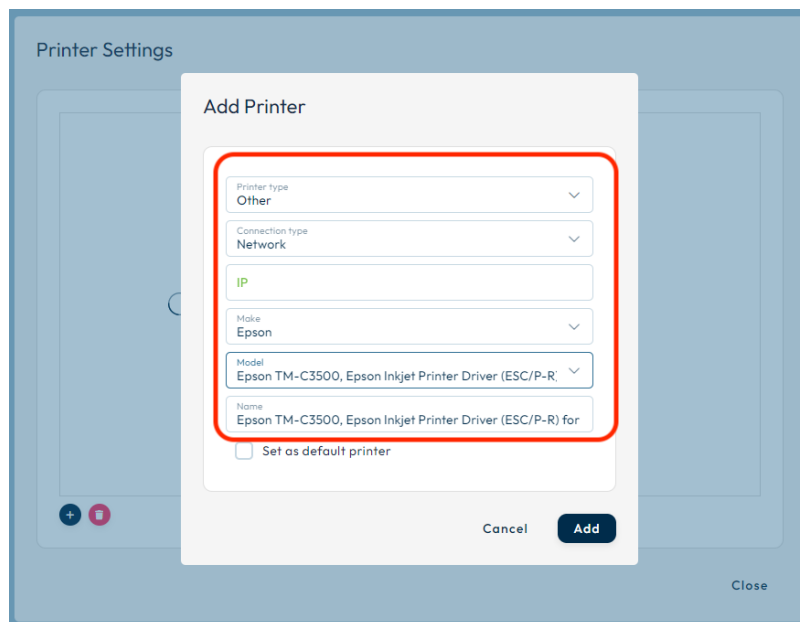 Printer Settings
Add Printer
Printer type
Other
Connection type
Network
IP
Make
Epson
Model
Epson TM-C3500, Epson Inkjet Printer Driver (ESC/P-R)
Name
Epson TM-C3500, Epson Inkjet Printer Driver (ESC/P-R) for
Set as default printer
Cancel
Add
Close